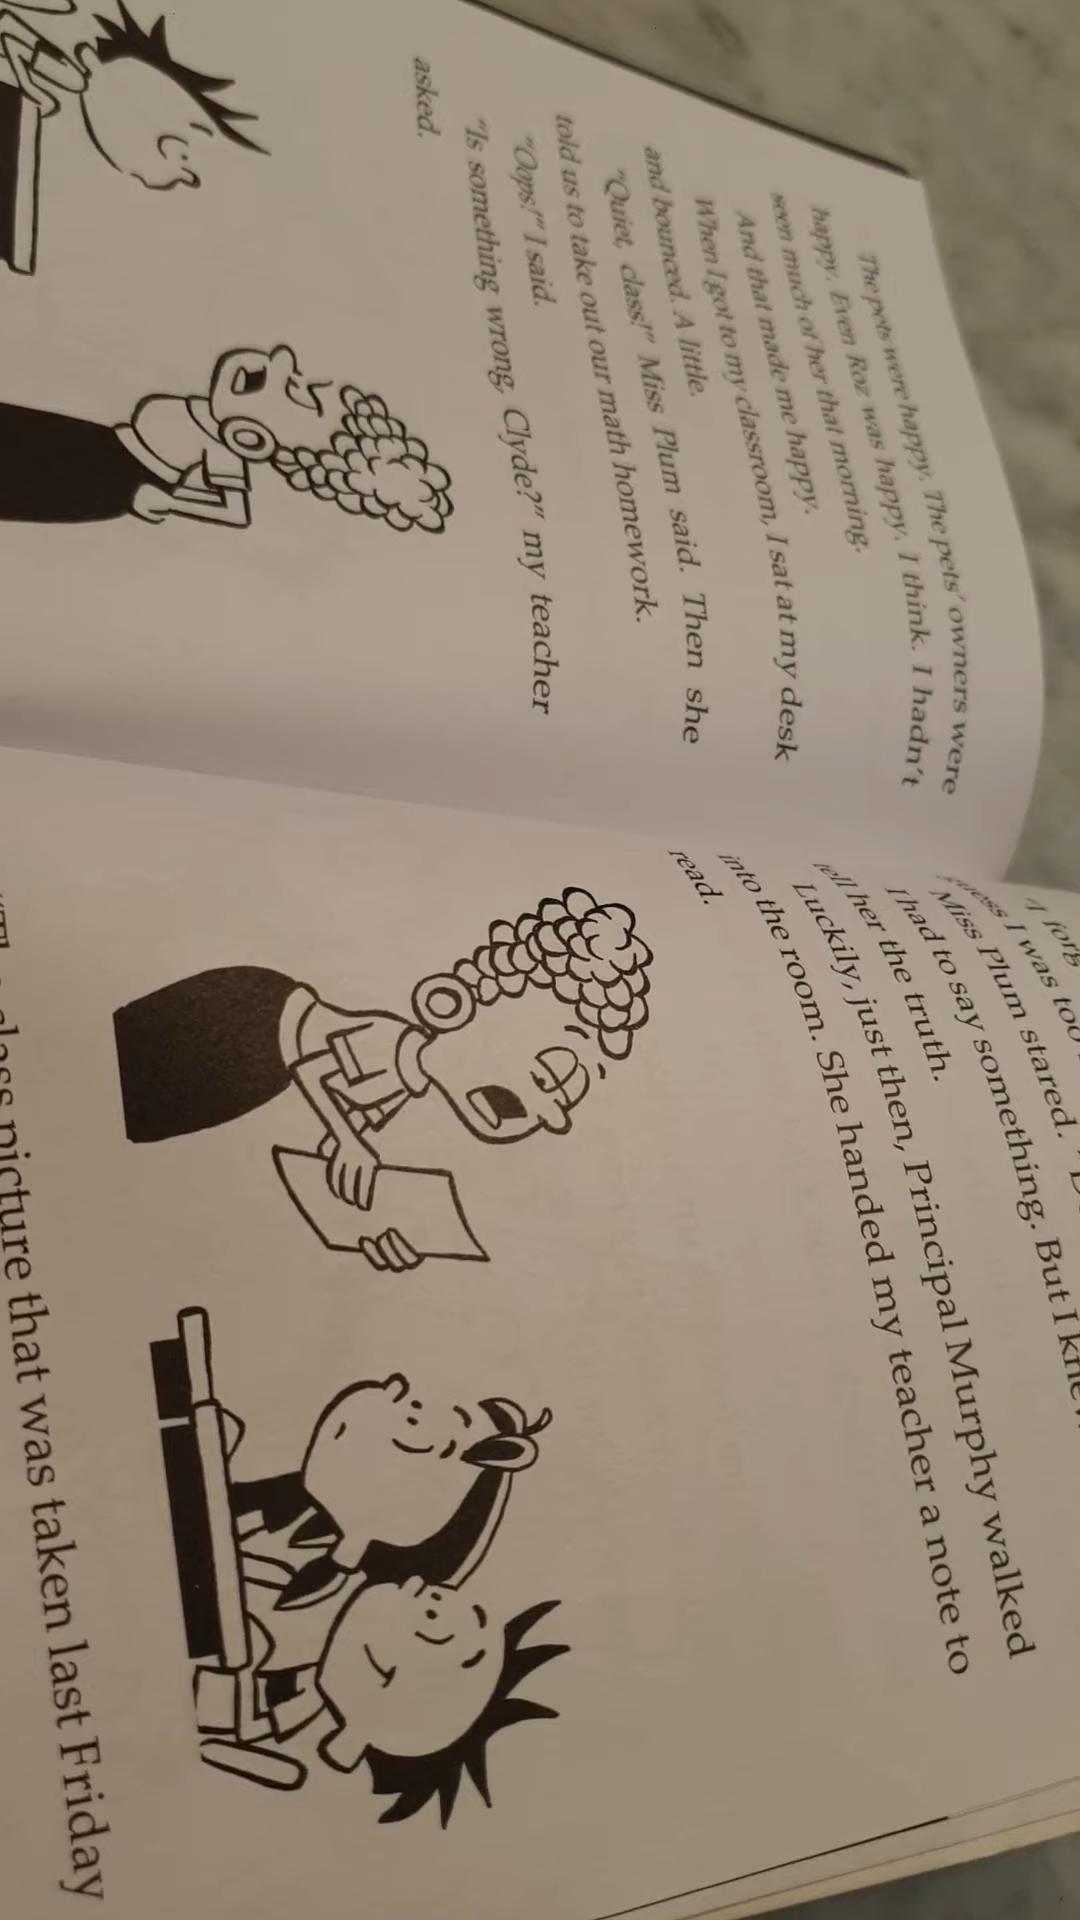 The pets were happy. The pets' owners were
happy. Even Roz was happy. I think. I hadn't
seen much of her that morning.
And that made me happy.
When I got to my classroom, I sat at my desk
and bounced. A little.
"Quiet, class!" Miss Plum said. Then she
told us to take out our math homework.
"Oops!" I said.
"Is something wrong, Clyde?" my teacher
asked.
I was too
Miss Plum stared.
I had to say something. But I knew
tell her the truth.
Luckily, just then, Principal Murphy walked
into the room. She handed my teacher a note to
read.
class picture that was taken last Friday